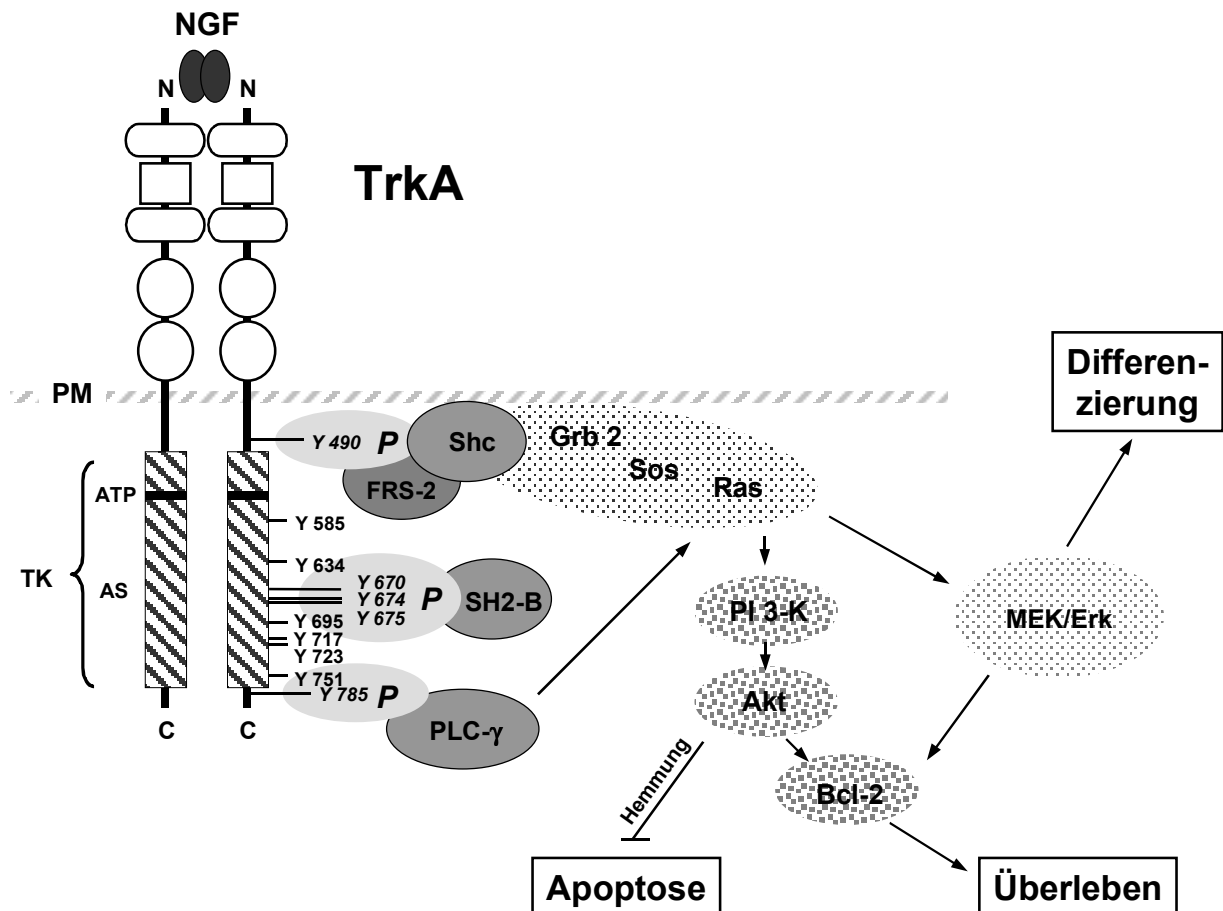 NGF
N
N
TrkA
PM
Differen-
zierung
Y 490
P
Shc
Grb 2
Sos
Ras
FRS-2
ATP
Y 585
TK
AS
Y 634
Y 670
Y 674
Y 675
P
SH2-B
PI 3-K
MEK/Erk
Y 695
Y 717
Y 723
Y 751
Y 785
P
Akt
C
C
PLC-γ
Hemmung
Bcl-2
Apoptose
Überleben